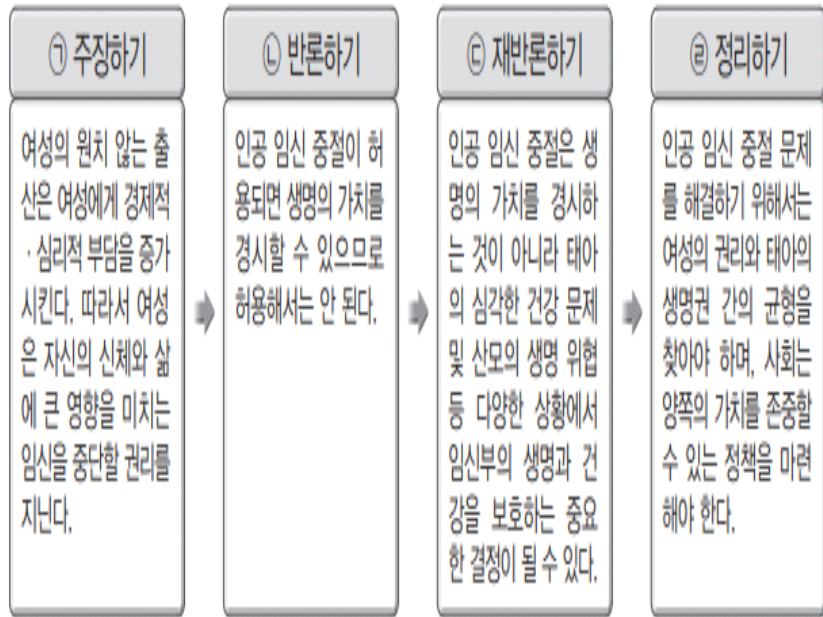 ㉠ 주장하기
여성의 원치 않는 출
산은 여성에게 경제적
·심리적 부담을 증가
시킨다. 따라서 여성
은 자신의 신체와 삶
에 큰 영향을 미치는
임신을 중단할 권리를
지닌다.
㉡ 반론하기
인공 임신 중절이 허
용되면 생명의 가치를
경시할 수 있으므로
허용해서는 안 된다.
㉢ 재반론하기
인공 임신 중절은 생
명의 가치를 경시하
는 것이 아니라 태아
의 심각한 건강 문제
및 산모의 생명 위협
등 다양한 상황에서
임신부의 생명과 건
강을 보호하는 중요
한 결정이 될 수 있다.
㉣ 정리하기
인공 임신 중절 문제
를 해결하기 위해서는
여성의 권리와 태아의
생명권 간의 균형을
찾아야 하며, 사회는
양쪽의 가치를 존중할
수 있는 정책을 마련
해야 한다.